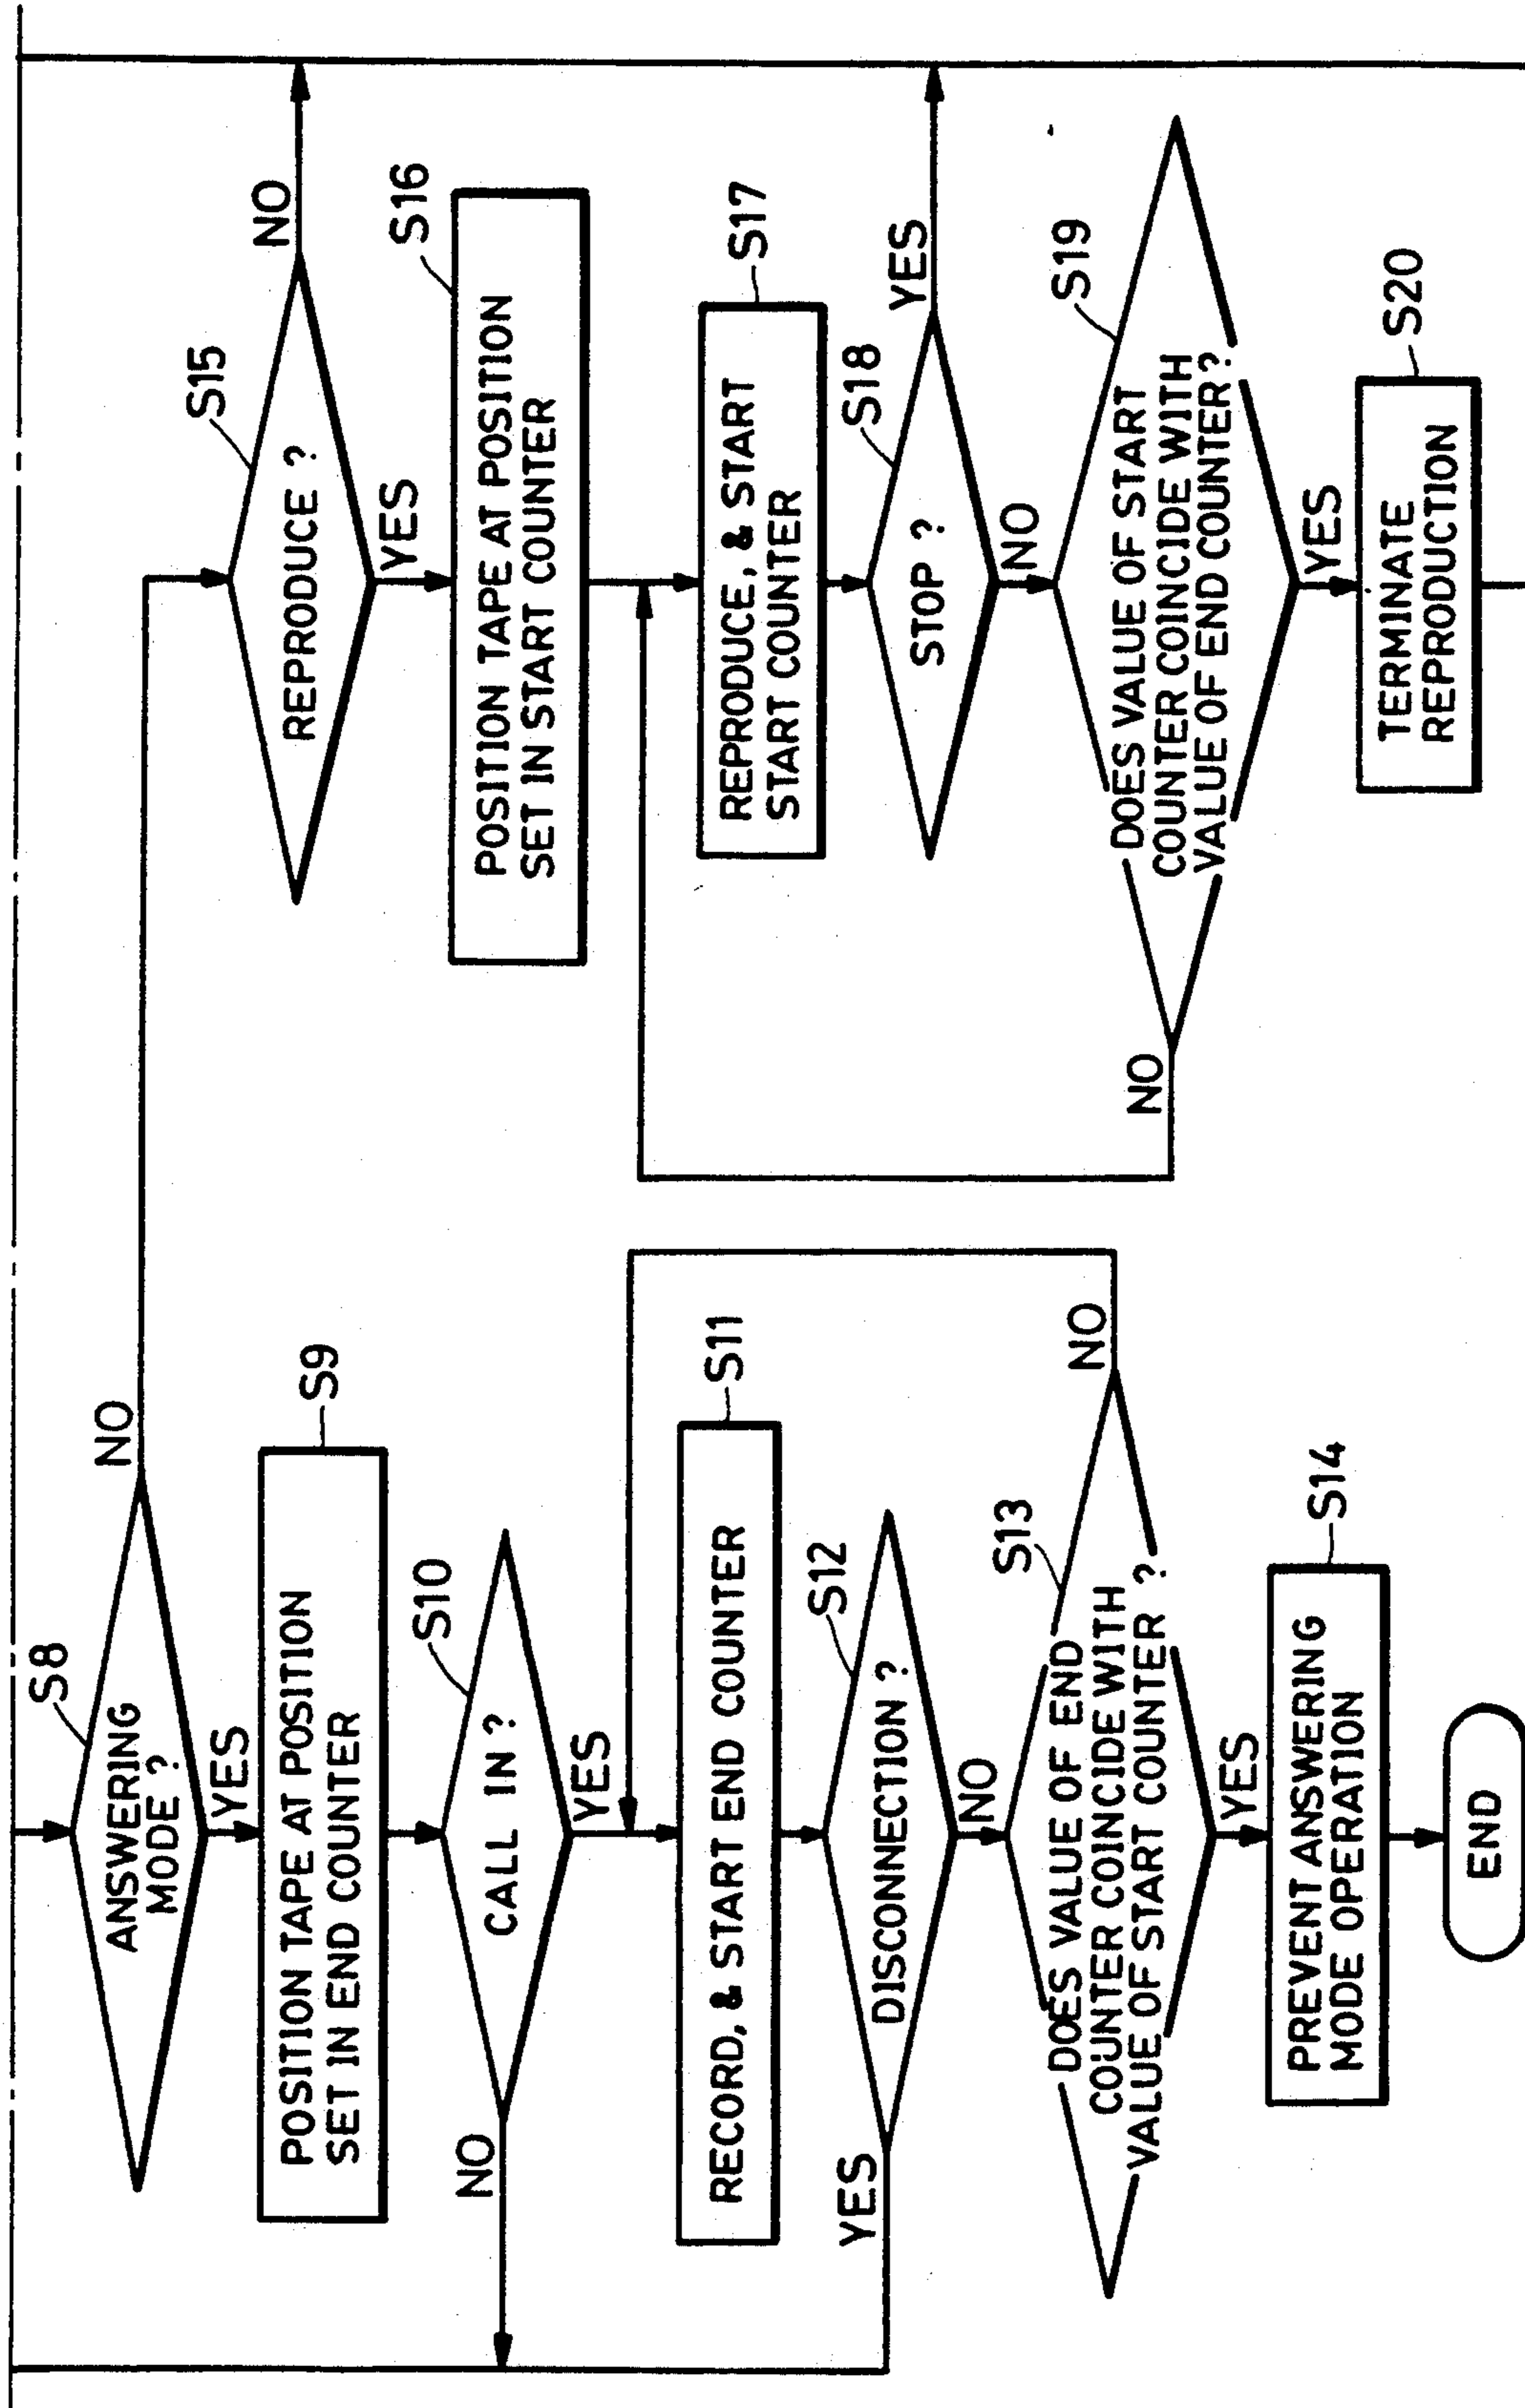 S8
ANSWERING
MODE ?
NO
YES
S9
POSITION TAPE AT POSITION
SET IN END COUNTER
S10
CALL IN ?
NO
YES
S11
RECORD, & START END COUNTER
S12
DISCONNECTION ?
YES
NO
S13
DOES VALUE OF END
COUNTER COINCIDE WITH
VALUE OF START COUNTER ?
NO
YES
S14
PREVENT ANSWERING
MODE OPERATION
END
S15
REPRODUCE ?
NO
YES
S16
POSITION TAPE AT POSITION
SET IN START COUNTER
S17
REPRODUCE, & START
START COUNTER
S18
STOP ?
YES
NO
S19
DOES VALUE OF START
COUNTER COINCIDE WITH
VALUE OF END COUNTER?
NO
YES
S20
TERMINATE
REPRODUCTION